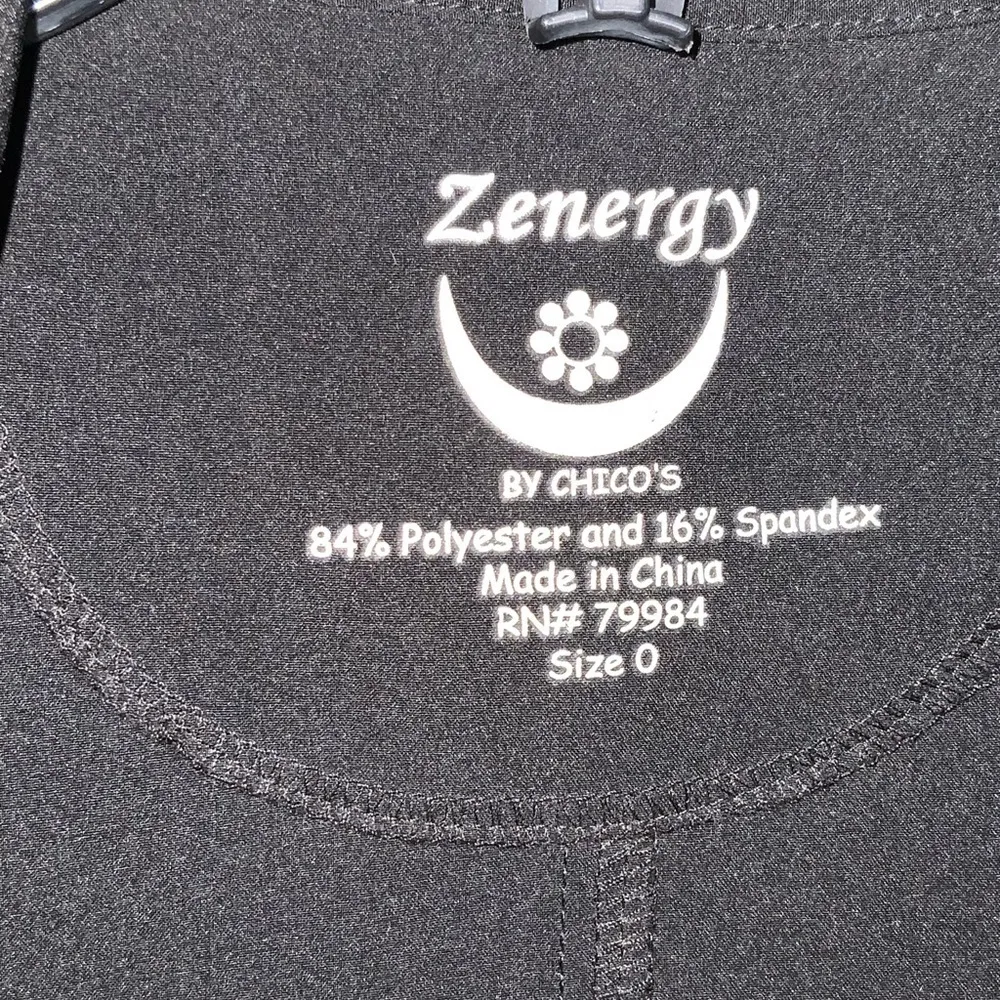 Zenergy
BY CHICO'S
84% Polyester and 16% Spandex
Made in China
RN# 79984
Size 0